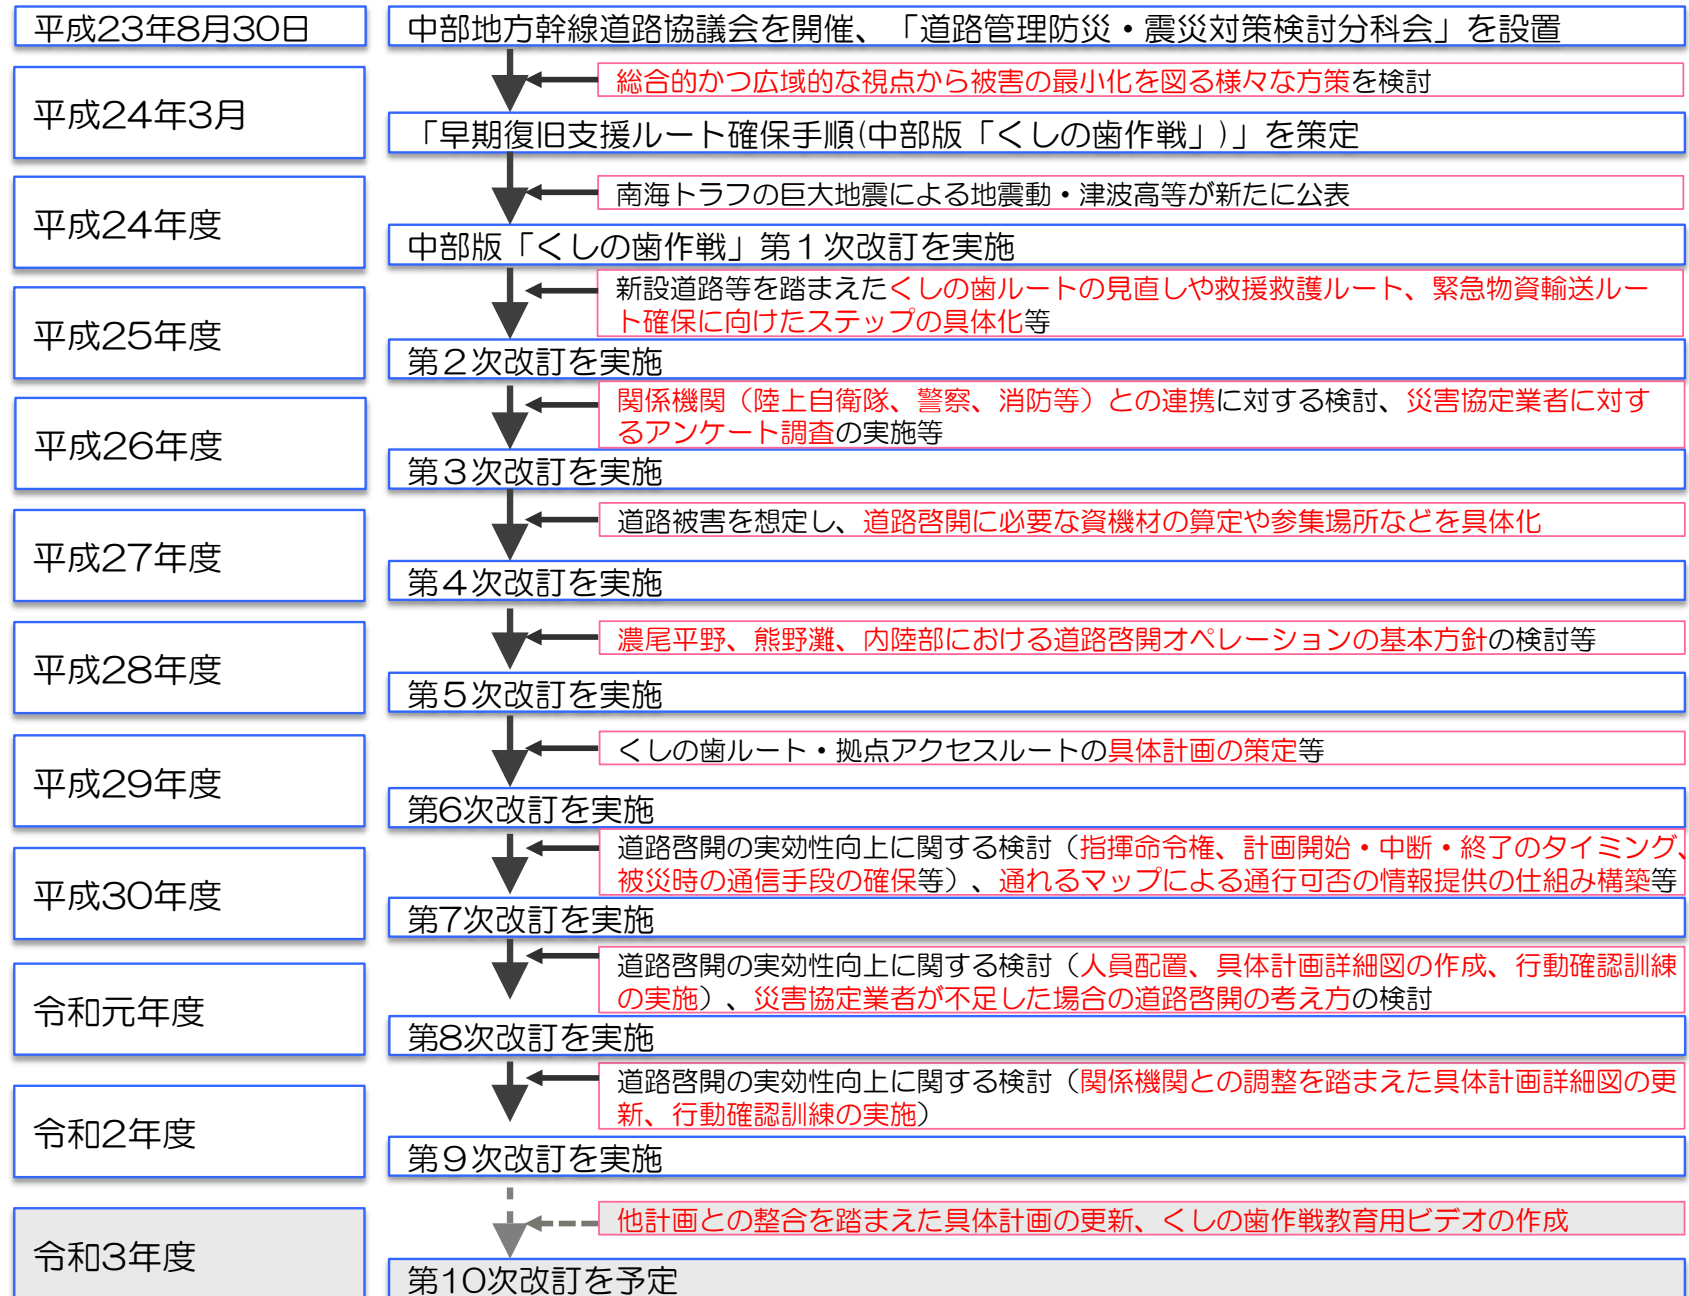 平成23年8月30日
中部地方幹線道路協議会を開催、「道路管理防災・震災対策検討分科会」を設置
総合的かつ広域的な視点から被害の最小化を図る様々な方策を検討
平成24年3月
「早期復旧支援ルート確保手順(中部版「くしの歯作戦」)」を策定
南海トラフの巨大地震による地震動・津波高等が新たに公表
平成24年度
中部版「くしの歯作戦」第1次改訂を実施
新設道路等を踏まえたくしの歯ルートの見直しや救援救護ルート、緊急物資輸送ルー
ト確保に向けたステップの具体化等
平成25年度
第2次改訂を実施
関係機関（陸上自衛隊、警察、消防等）との連携に対する検討、災害協定業者に対す
るアンケート調査の実施等
平成26年度
第3次改訂を実施
道路被害を想定し、道路啓開に必要な資機材の算定や参集場所などを具体化
平成27年度
第4次改訂を実施
濃尾平野、熊野灘、内陸部における道路啓開オペレーションの基本方針の検討等
平成28年度
第5次改訂を実施
くしの歯ルート・拠点アクセスルートの具体計画の策定等
平成29年度
第6次改訂を実施
道路啓開の実効性向上に関する検討（指揮命令権、計画開始・中断・終了のタイミング、
被災時の通信手段の確保等）、通れるマップによる通行可否の情報提供の仕組み構築等
平成30年度
第7次改訂を実施
道路啓開の実効性向上に関する検討（人員配置、具体計画詳細図の作成、行動確認訓練
の実施）、災害協定業者が不足した場合の道路啓開の考え方の検討
令和元年度
第8次改訂を実施
道路啓開の実効性向上に関する検討（関係機関との調整を踏まえた具体計画詳細図の更
新、行動確認訓練の実施）
令和2年度
第9次改訂を実施
他計画との整合を踏まえた具体計画の更新、くしの歯作戦教育用ビデオの作成
令和3年度
第10次改訂を予定